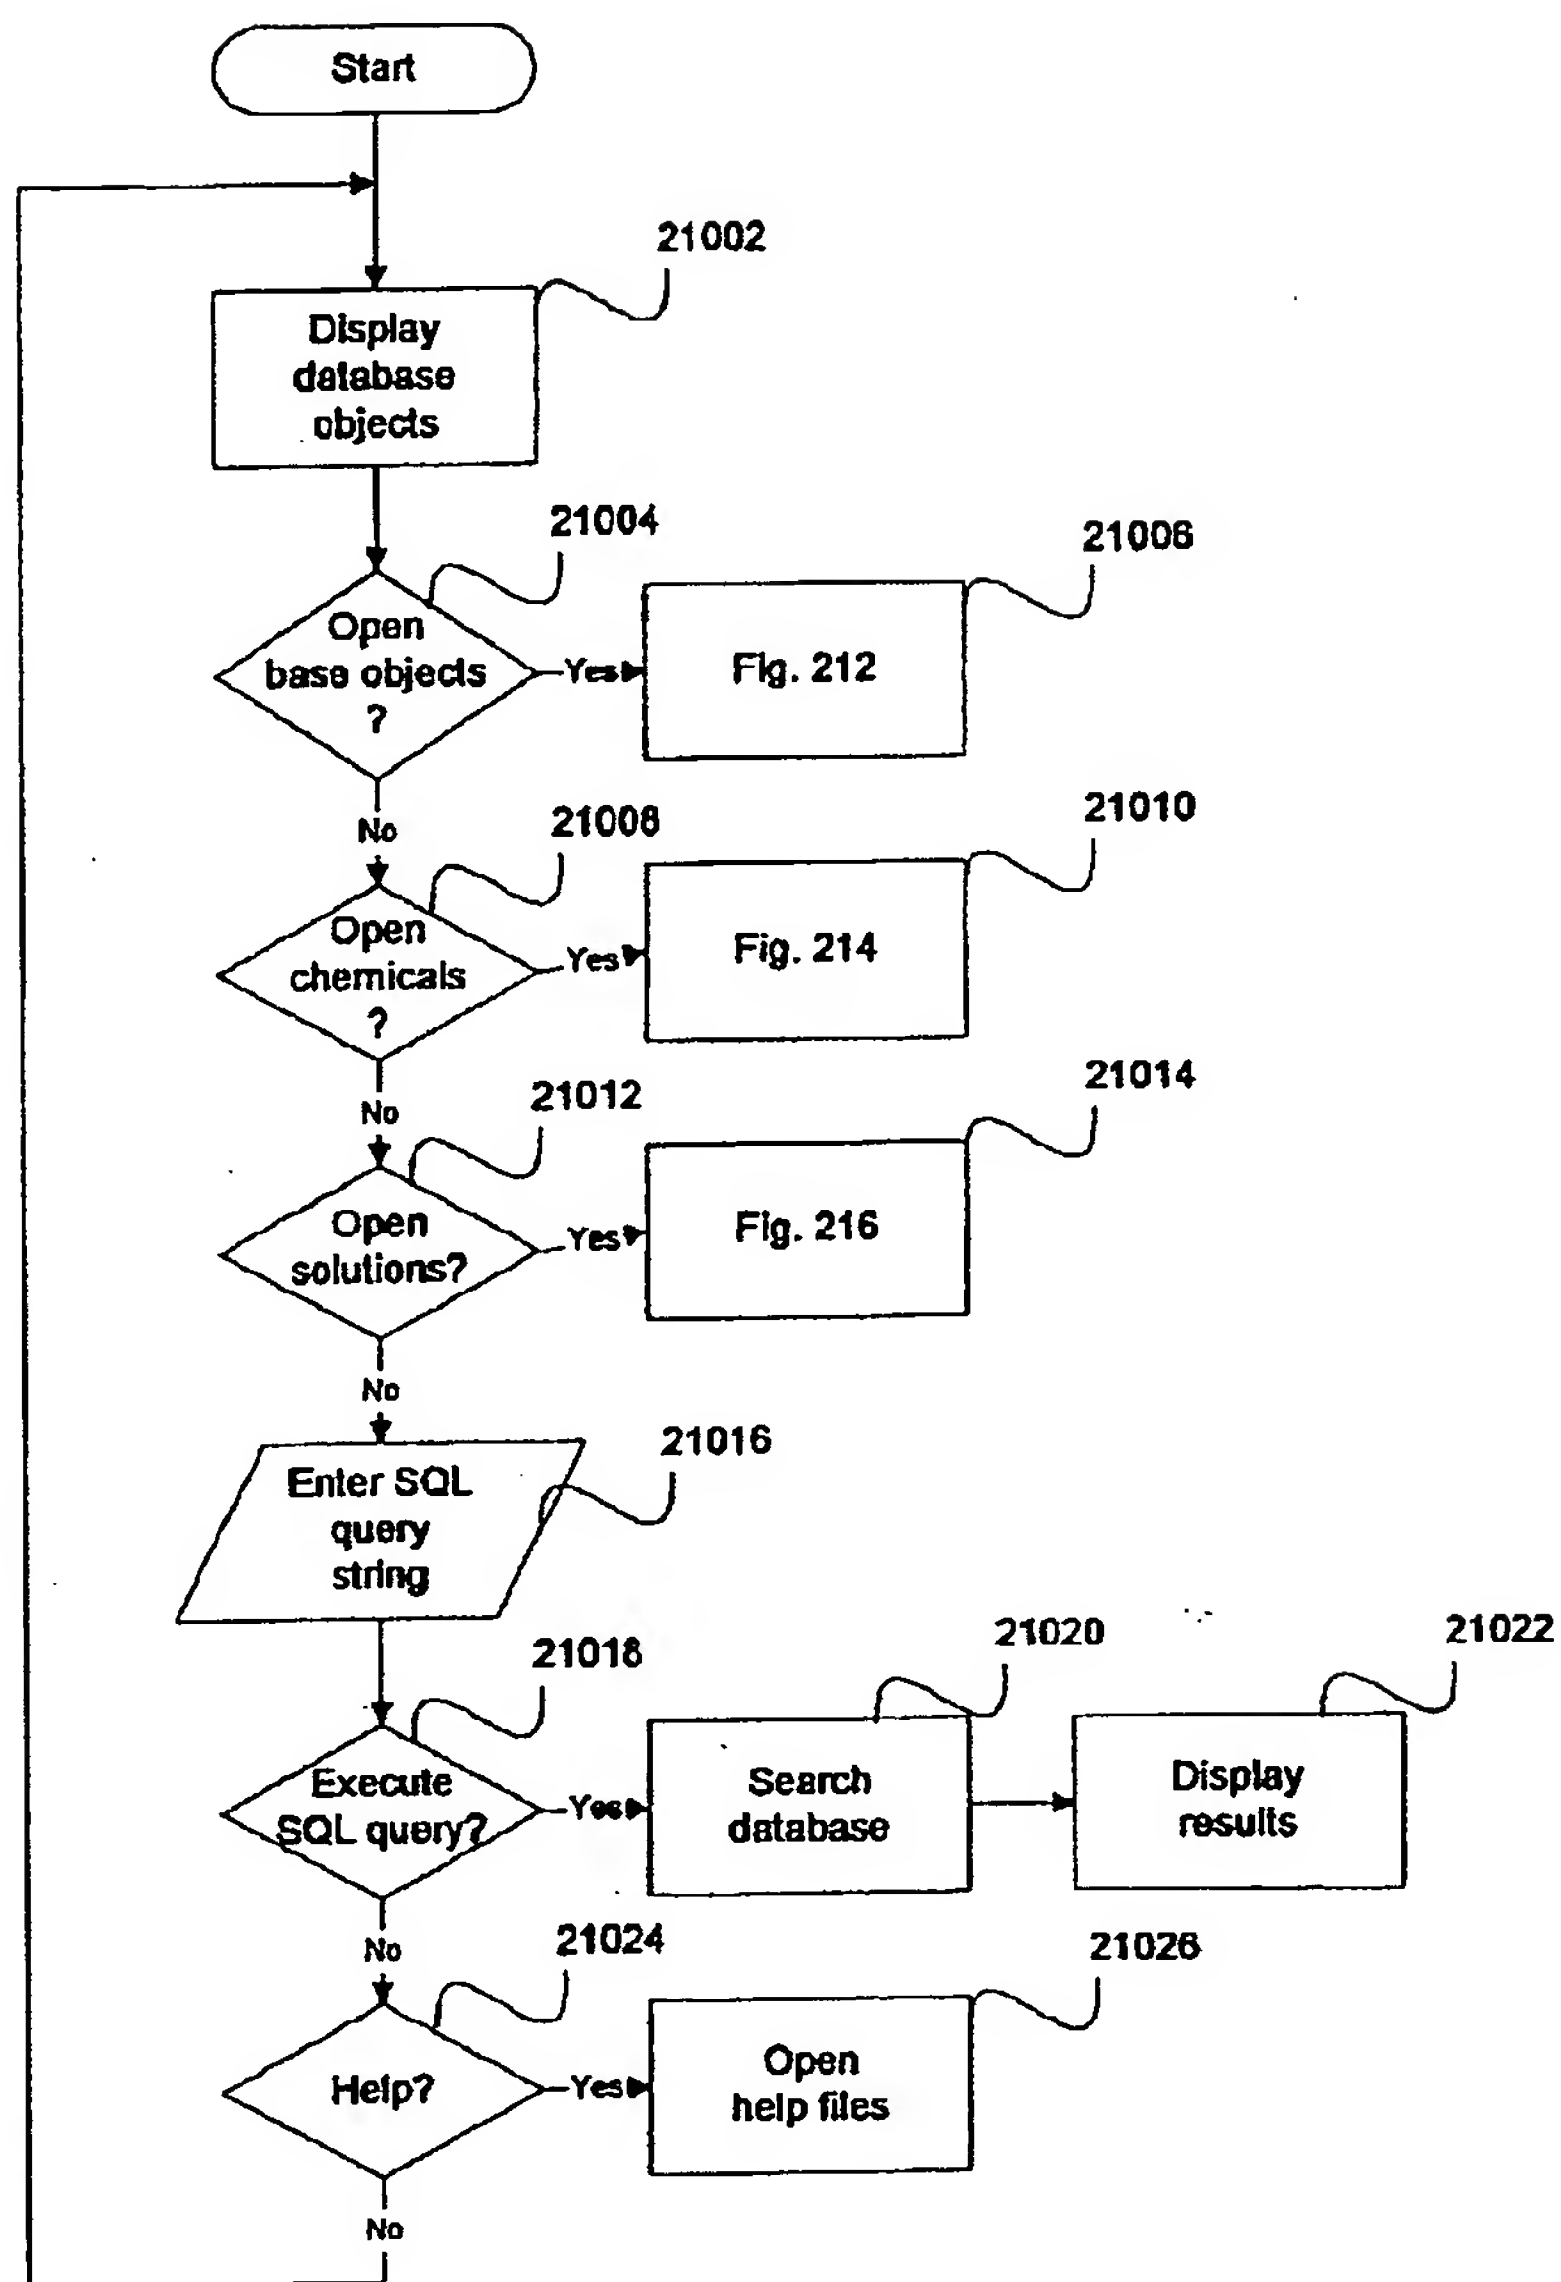 Start
21002
Display
database
objects
21004
21006
Open
base objects
?
Yes
Fig. 212
No
21008
21010
Open
chemicals
?
Yes
Fig. 214
No
21012
21014
Open
solutions?
Yes
Fig. 216
No
21016
Enter SQL
query
string
21018
21020
21022
Execute
SQL query?
Yes
Search
database
Display
results
No
21024
21026
Help?
Yes
Open
help files
No